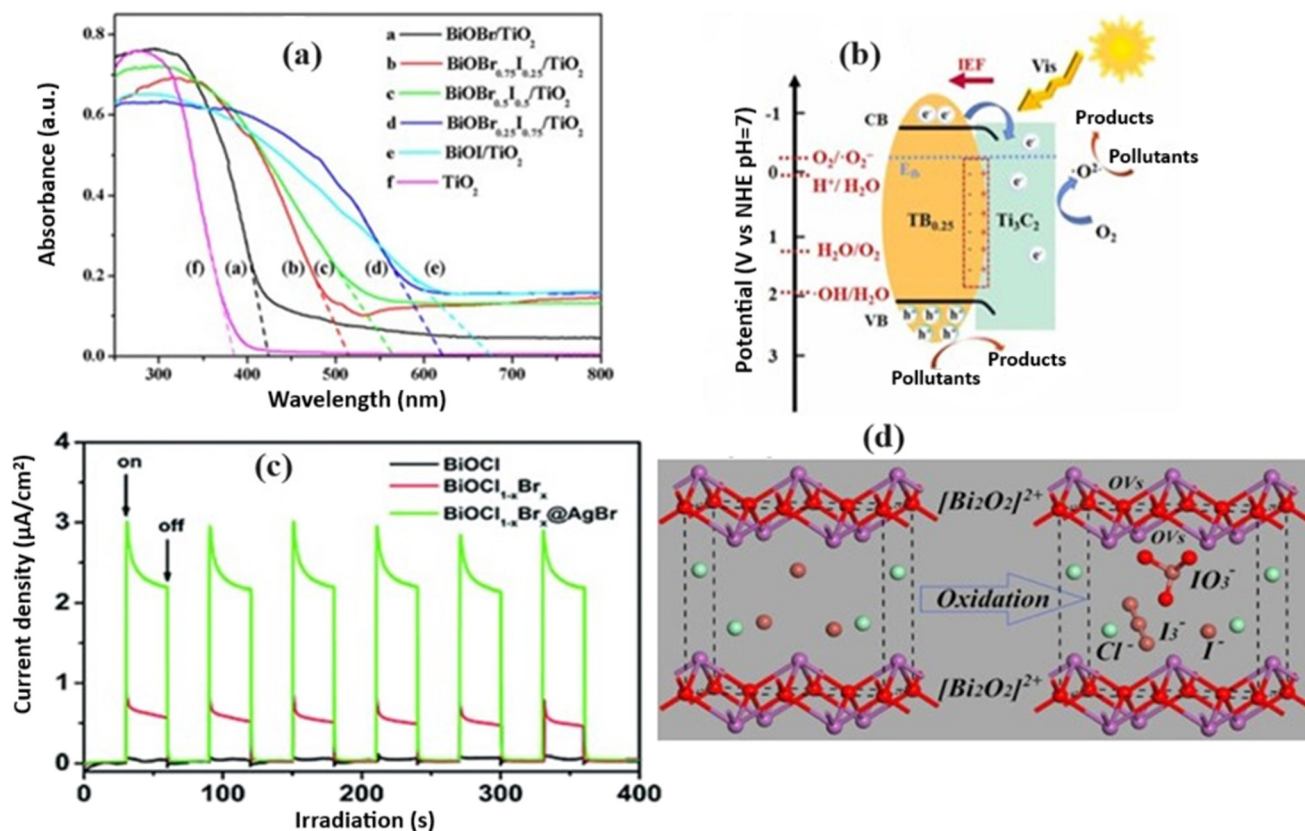 (a)
Absorbance (a.u.)
0.8
0.6
0.4
0.2
0.0
a BiOBr/TiO₂
b BiOBr₀.₇₅I₀.₂₅/TiO₂
c BiOBr₀.₅I₀.₅/TiO₂
d BiOBr₀.₂₅I₀.₇₅/TiO₂
e BiOI/TiO₂
f TiO₂
(f) (a) (b) (c) (d) (e)
300 400 500 600 700 800
Wavelength (nm)
(b)
Potential (V vs NHE pH=7)
-1
0
1
2
3
IEF
Vis
CB
e⁻ e⁻
O₂/·O₂⁻
H⁺/H₂O
H₂O/O₂
·OH/H₂O
TB₀.₂₅
Ti₃C₂
e⁻
e⁻
e⁻
VB
h⁺ h⁺ h⁺
h⁺ h⁺
Products
Pollutants
·O²⁻
O₂
Pollutants
Products
(c)
Current density (µA/cm²)
4
3
2
1
0
on
off
BiOCl
BiOCl₁₋ₓBrₓ
BiOCl₁₋ₓBrₓ@AgBr
0 100 200 300 400
Irradiation (s)
(d)
[Bi₂O₂]²⁺
OVs
OVs
IO₃⁻
Oxidation
I₃⁻
Cl⁻
I⁻
[Bi₂O₂]²⁺